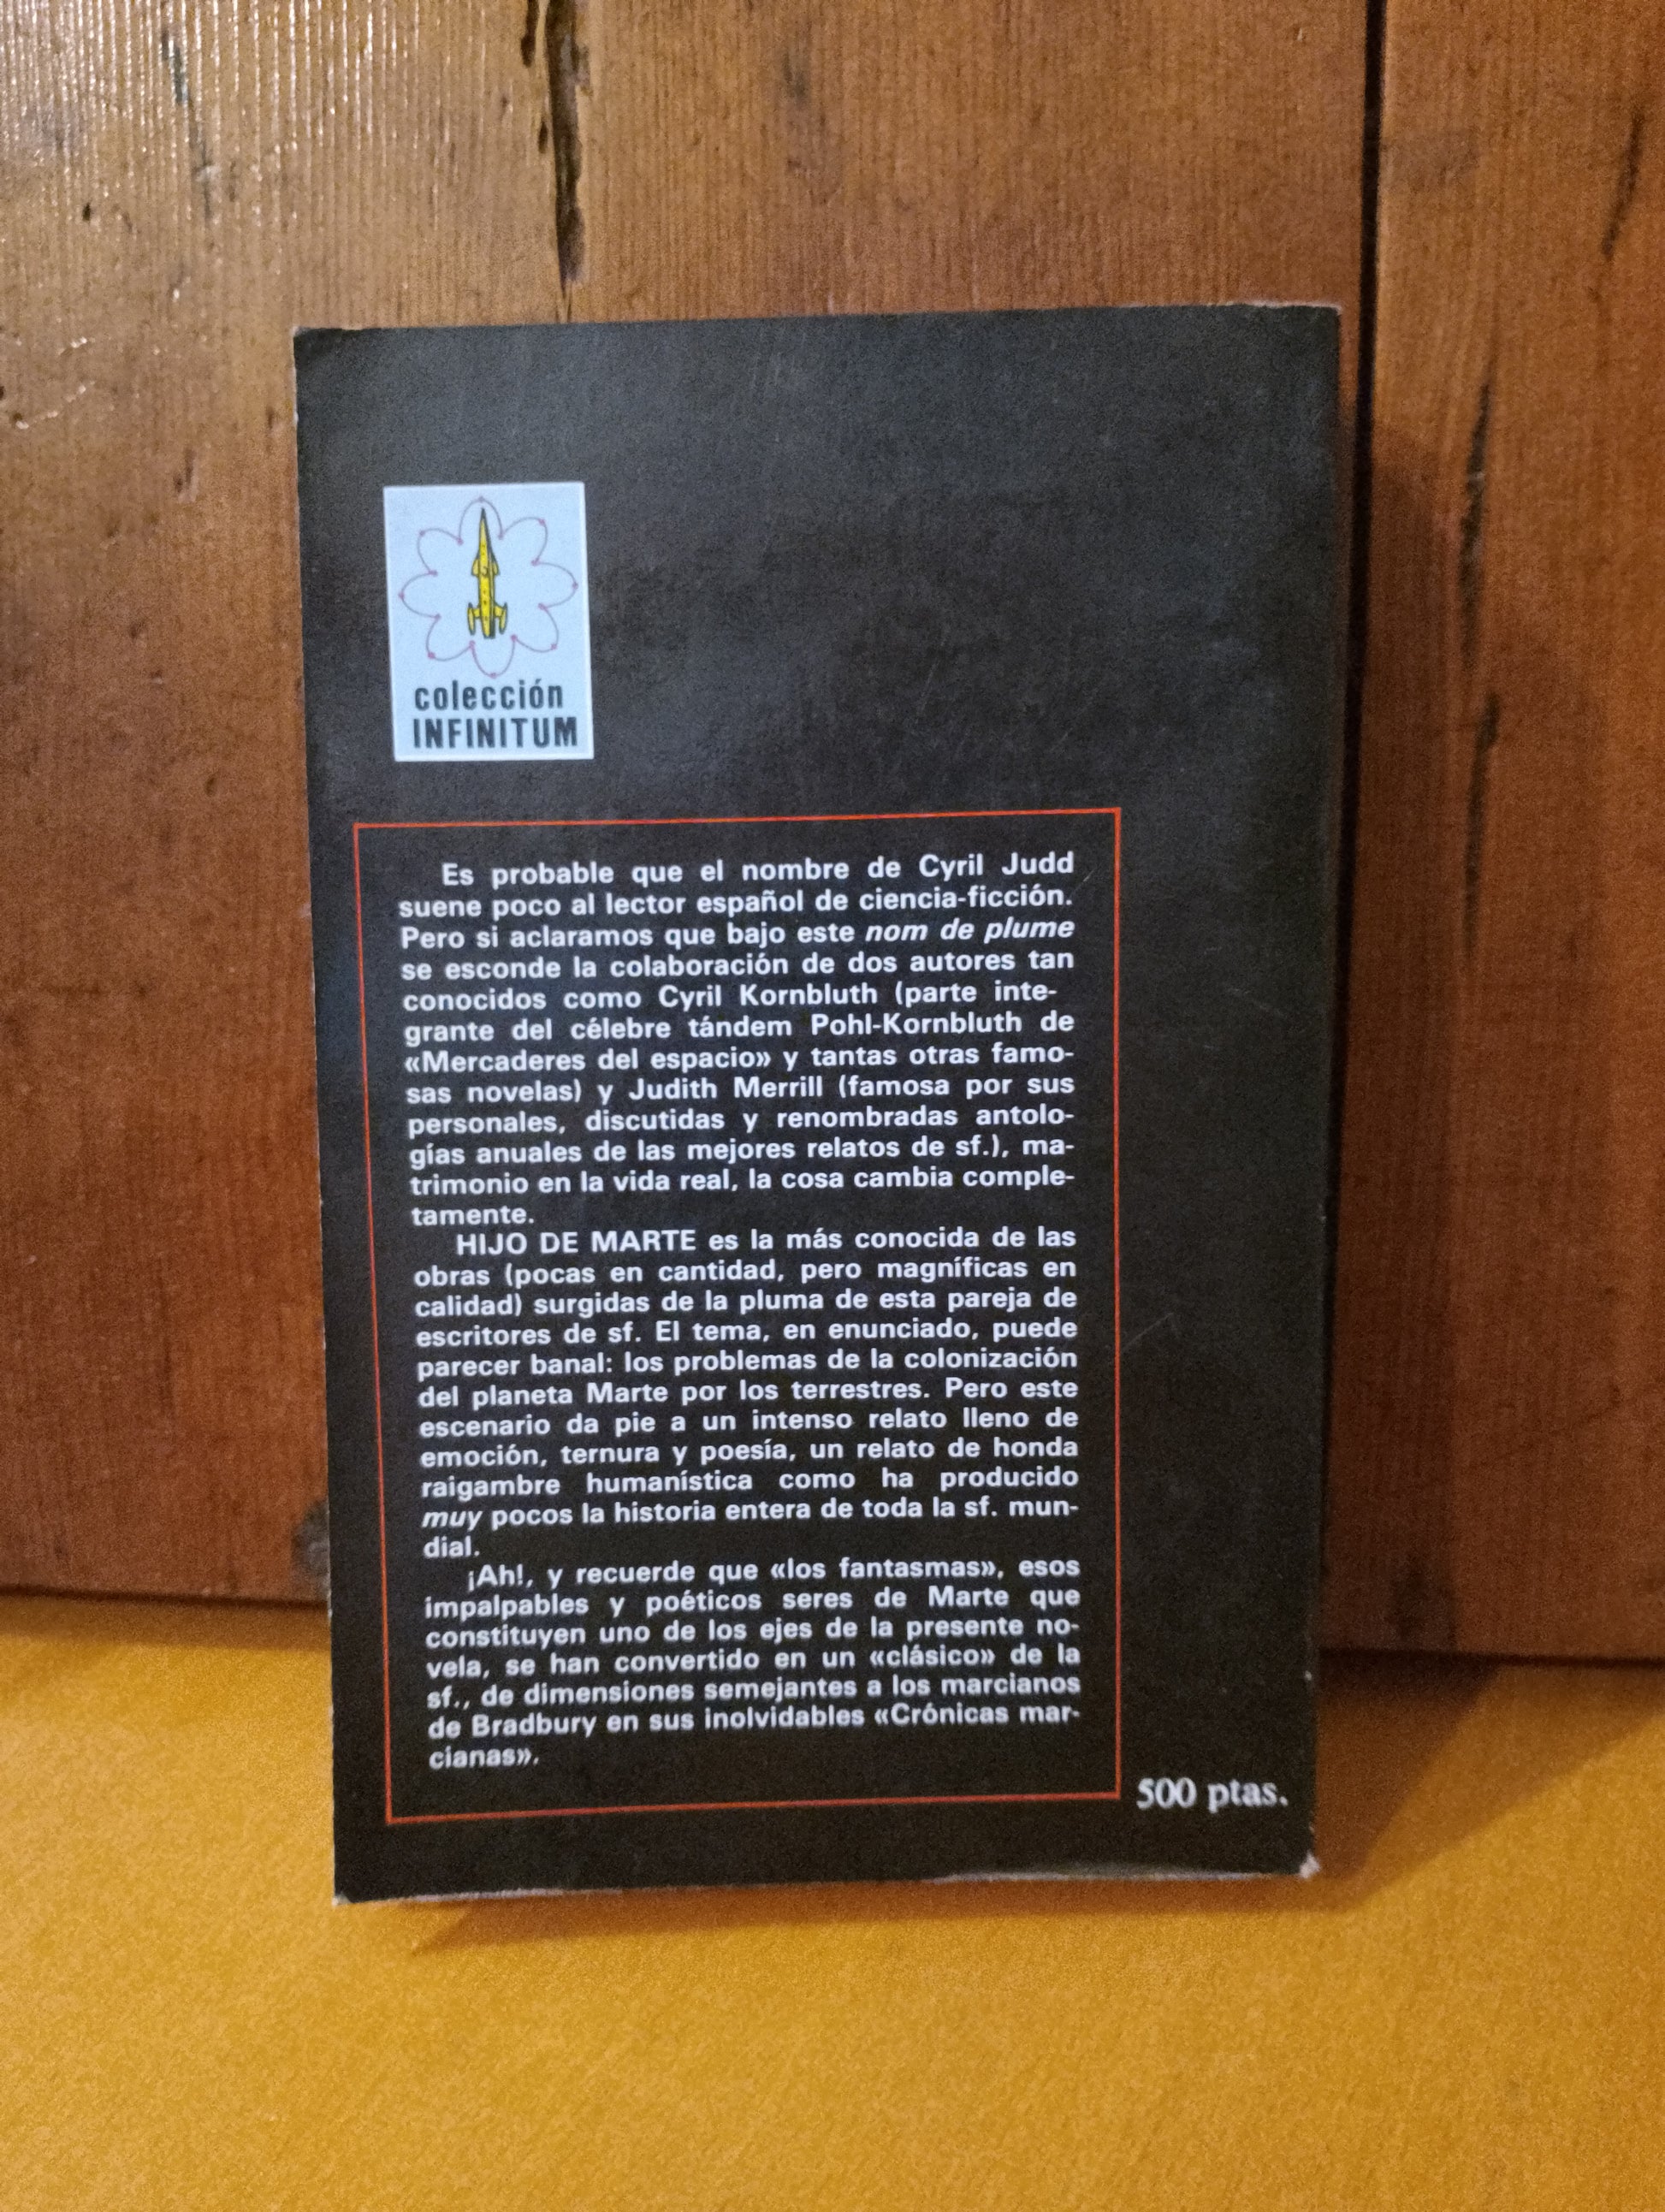 colección
INFINITUM
Es probable que el nombre de Cyril Judd
suene poco al lector español de ciencia-ficción.
Pero si aclaramos que bajo este nom de plume
se esconde la colaboración de dos autores tan
conocidos como Cyril Kornbluth (parte inte-
grante del célebre tándem Pohl-Kornbluth de
«Mercaderes del espacio» y tantas otras famo-
sas novelas) y Judith Merrill (famosa por sus
personales, discutidas y renombradas antolo-
gías anuales de las mejores relatos de sf.), ma-
trimonio en la vida real, la cosa cambia comple-
tamente.
HIJO DE MARTE es la más conocida de las
obras (pocas en cantidad, pero magníficas en
calidad) surgidas de la pluma de esta pareja de
escritores de sf. El tema, en enunciado, puede
parecer banal: los problemas de la colonización
del planeta Marte por los terrestres. Pero este
escenario da pie a un intenso relato lleno de
emoción, ternura y poesía, un relato de honda
raigambre humanística como ha producido
muy pocos la historia entera de toda la sf. mun-
dial.
¡Ah!, y recuerde que «los fantasmas», esos
impalpables y poéticos seres de Marte que
constituyen uno de los ejes de la presente no-
vela, se han convertido en un «clásico» de la
sf., de dimensiones semejantes a los marcianos
de Bradbury en sus inolvidables «Crónicas mar-
cianas».
500 ptas.